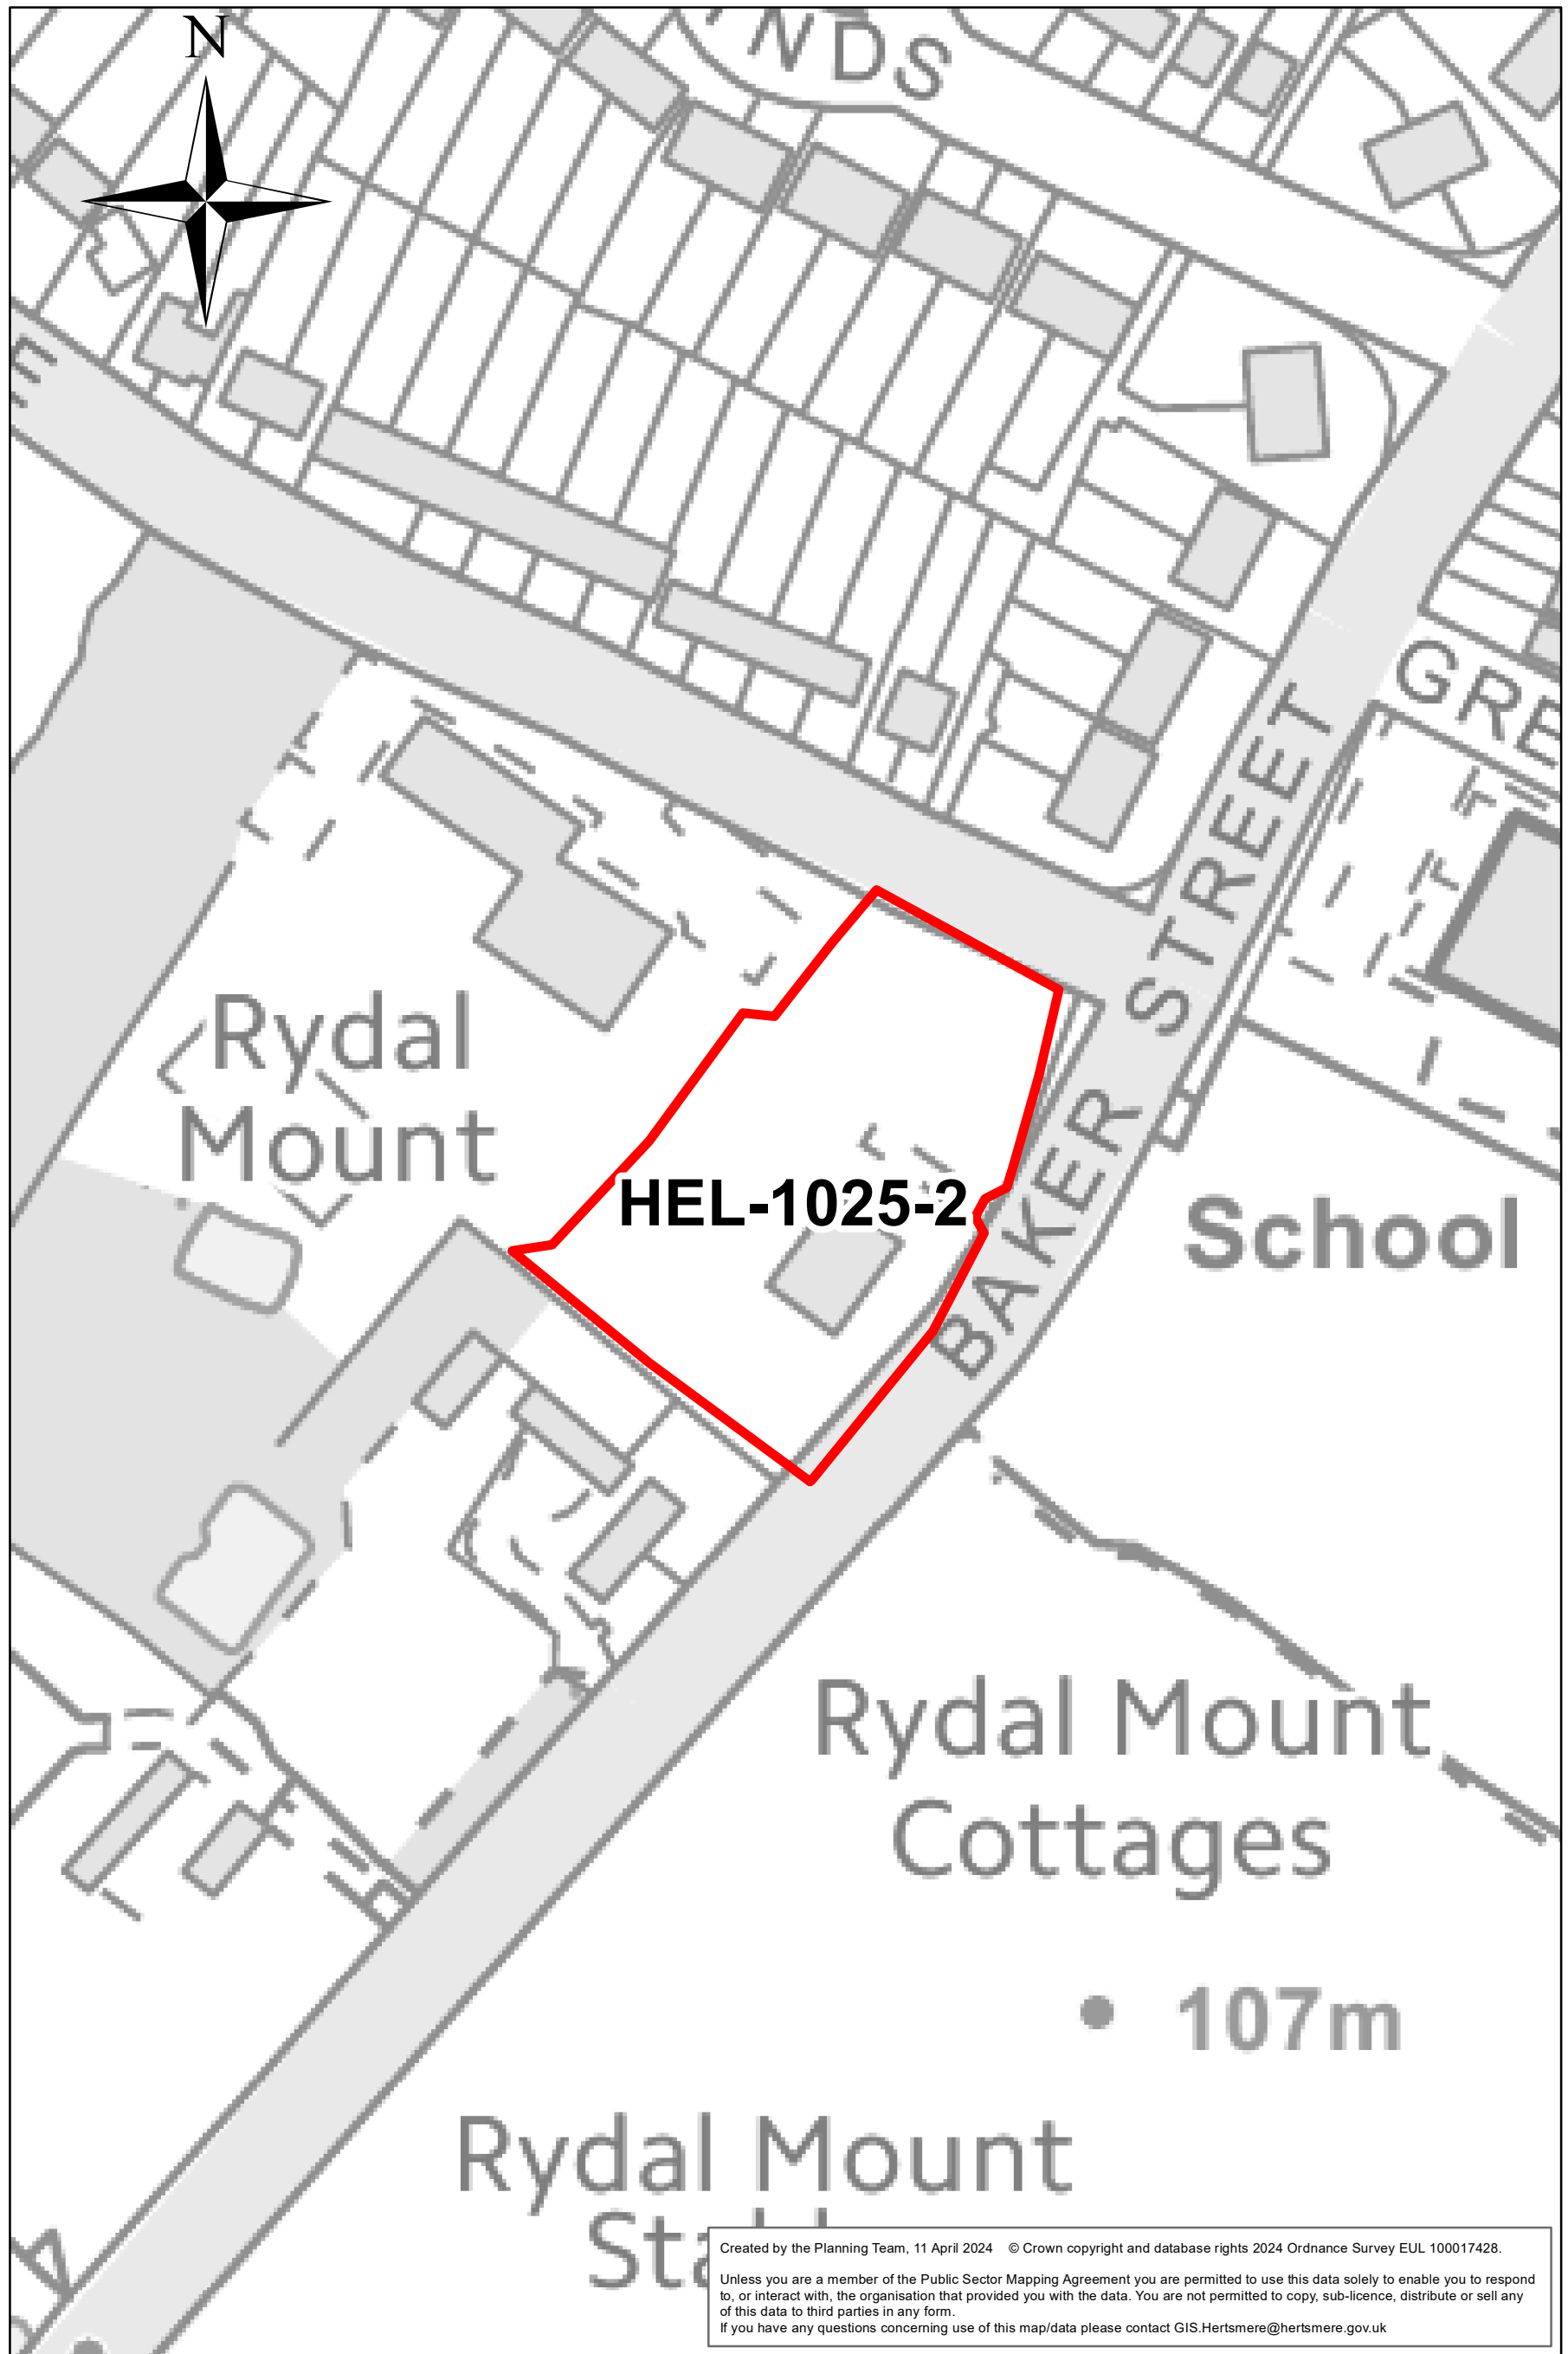 N
NDS
GRE
BAKER STREET
Rydal
Mount
HEL-1025-2
School
Rydal Mount
Cottages
107m
Rydal Mount
Created by the Planning Team, 11 April 2024 © Crown copyright and database rights 2024 Ordnance Survey EUL 100017428.
Unless you are a member of the Public Sector Mapping Agreement you are permitted to use this data solely to enable you to respond
to, or interact with, the organisation that provided you with the data. You are not permitted to copy, sub-licence, distribute or sell any
of this data to third parties in any form.
If you have any questions concerning use of this map/data please contact GIS.Hertsmere@hertsmere.gov.uk